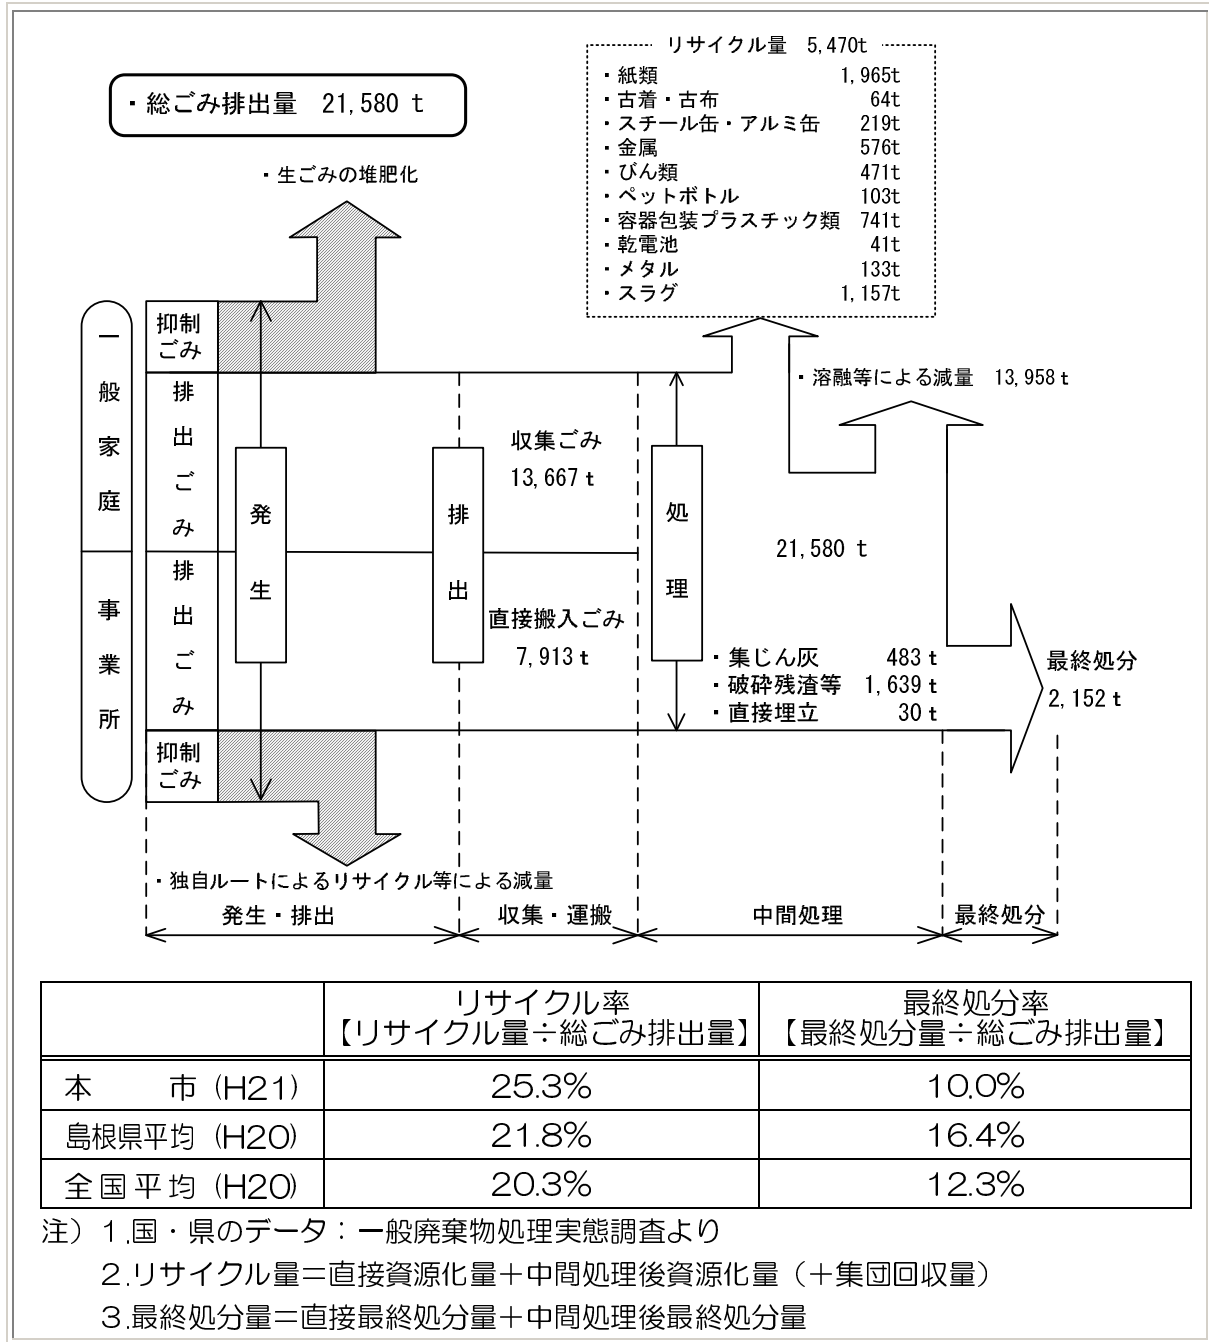 ・総ごみ排出量　21,580 t
リサイクル量　5,470t
・紙類　1,965t
・古着・古布　64t
・スチール缶・アルミ缶　219t
・金属　576t
・びん類　471t
・ペットボトル　103t
・容器包装プラスチック類　741t
・乾電池　41t
・メタル　133t
・スラグ　1,157t
・生ごみの堆肥化
一般家庭
抑制
ごみ
排出ごみ
・溶融等による減量　13,958 t
収集ごみ
13,667 t
発生
排出
処理
21,580 t
事業所
排出ごみ
直接搬入ごみ
7,913 t
・集じん灰　483 t
・破砕残渣等　1,639 t
・直接埋立　30 t
最終処分
2,152 t
抑制
ごみ
・独自ルートによるリサイクル等による減量
発生・排出
収集・運搬
中間処理
最終処分
リサイクル率　最終処分率
【リサイクル量÷総ごみ排出量】　【最終処分量÷総ごみ排出量】
本　市（H21）　25.3%　10.0%
島根県平均（H20）　21.8%　16.4%
全国平均（H20）　20.3%　12.3%
注）１.国・県のデータ：一般廃棄物処理実態調査より
２.リサイクル量＝直接資源化量＋中間処理後資源化量（＋集団回収量）
３.最終処分量＝直接最終処分量＋中間処理後最終処分量